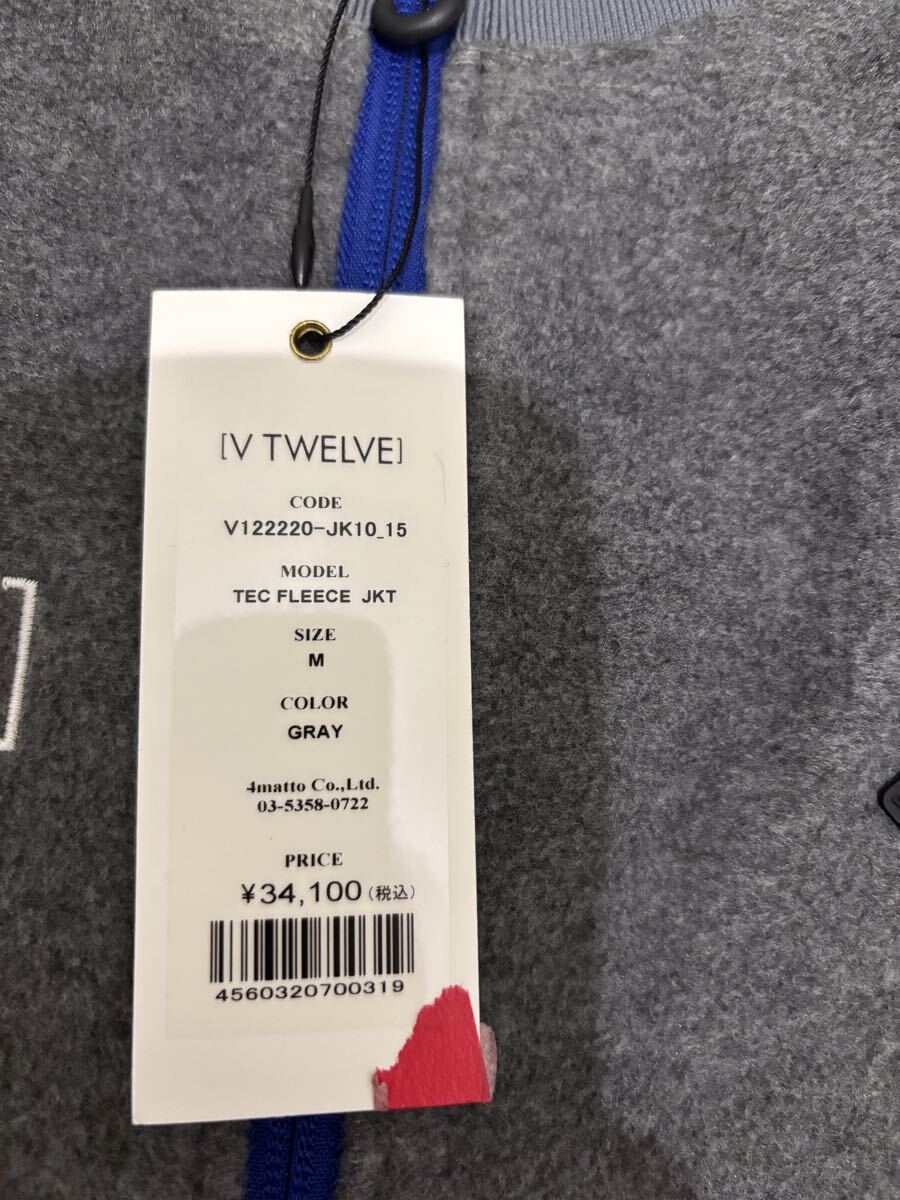 [V TWELVE]
CODE
V122220-JK10_15
MODEL
TEC FLEECE JKT
SIZE
M
COLOR
GRAY
4matto Co.,Ltd.
03-5358-0722
PRICE
¥34,100(税込)
4560320700319
]